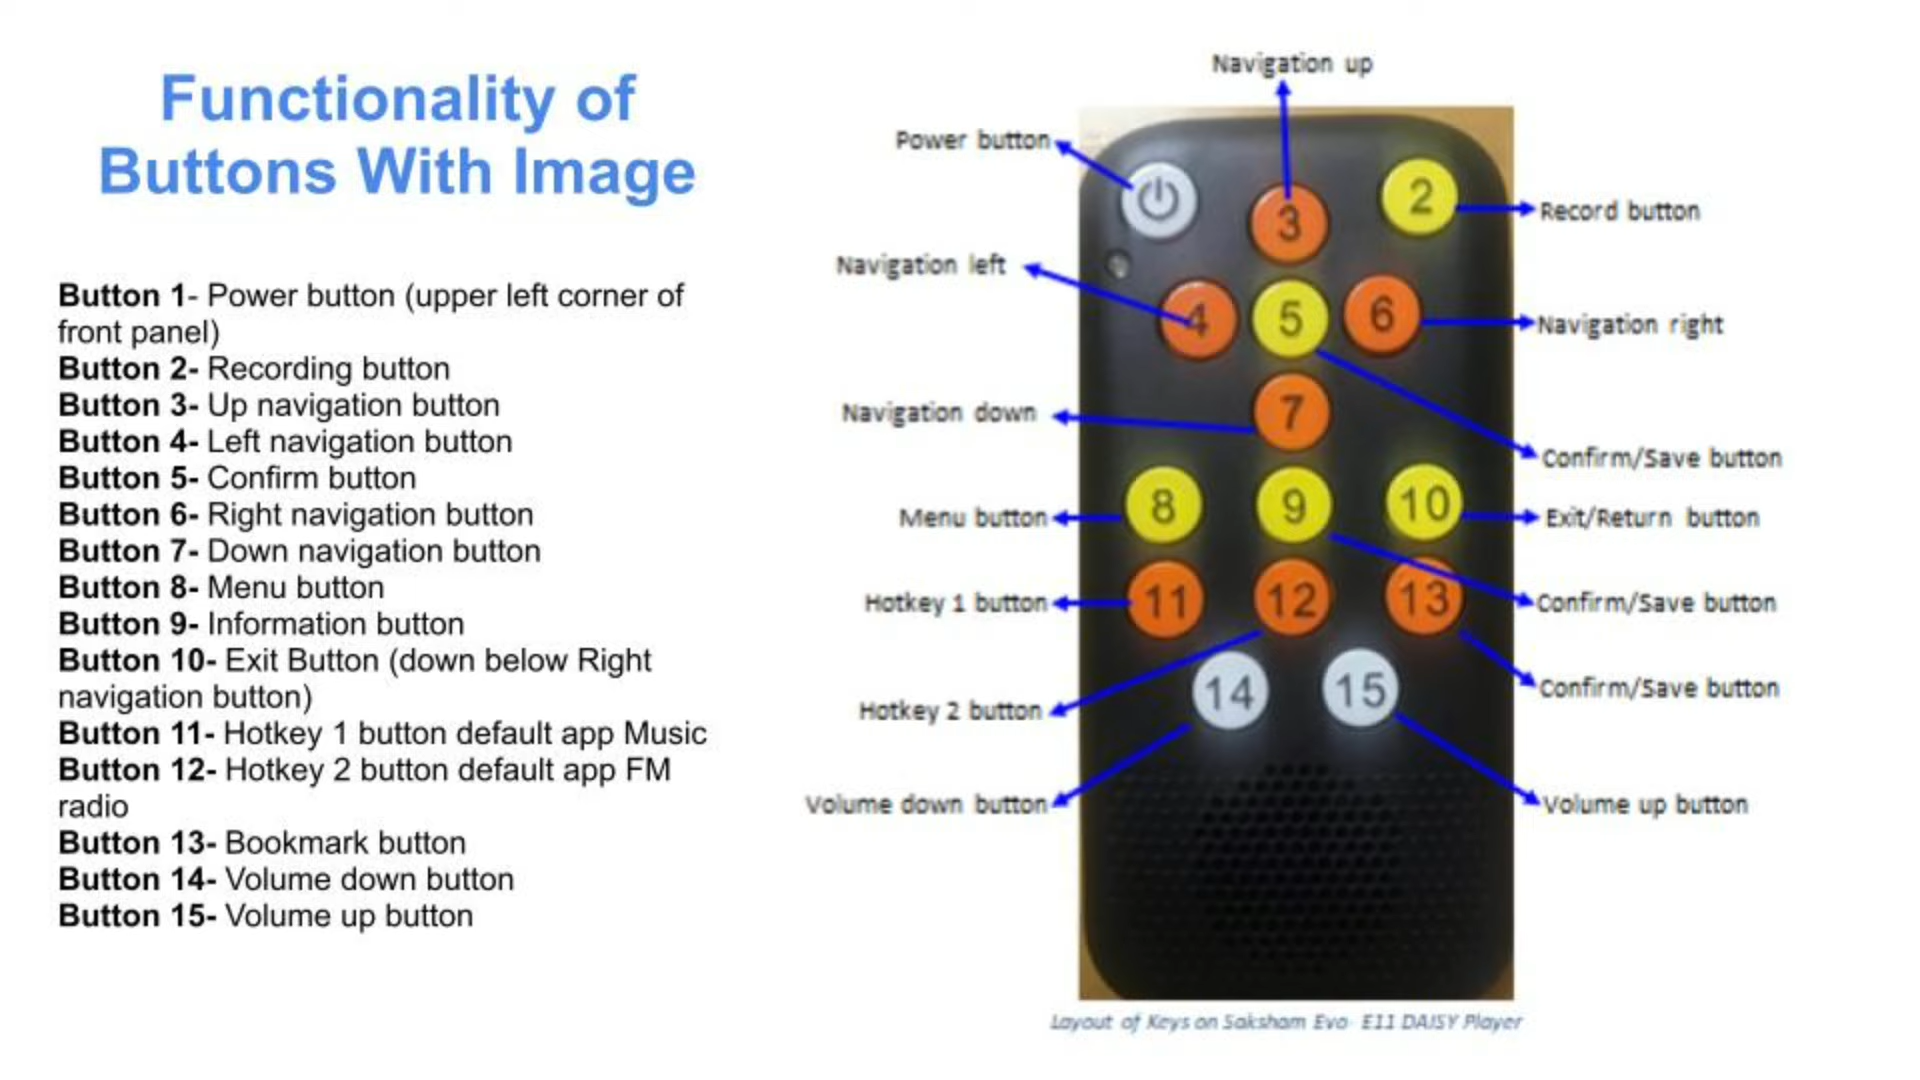 Functionality of
Buttons With Image
Button 1- Power button (upper left corner of
front panel)
Button 2- Recording button
Button 3- Up navigation button
Button 4- Left navigation button
Button 5- Confirm button
Button 6- Right navigation button
Button 7- Down navigation button
Button 8- Menu button
Button 9- Information button
Button 10- Exit Button (down below Right
navigation button)
Button 11- Hotkey 1 button default app Music
Button 12- Hotkey 2 button default app FM
radio
Button 13- Bookmark button
Button 14- Volume down button
Button 15- Volume up button
Navigation up
Power button
2
3
Record button
Navigation left
4
5
6
Navigation right
7
Navigation down
Confirm/Save button
8
9
10
Menu button
Exit/Return button
11
12
13
Hotkey 1 button
Confirm/Save button
14
15
Confirm/Save button
Hotkey 2 button
Volume down button
Volume up button
Layout of Keys on Saksham Evo- E11 DAISY Player